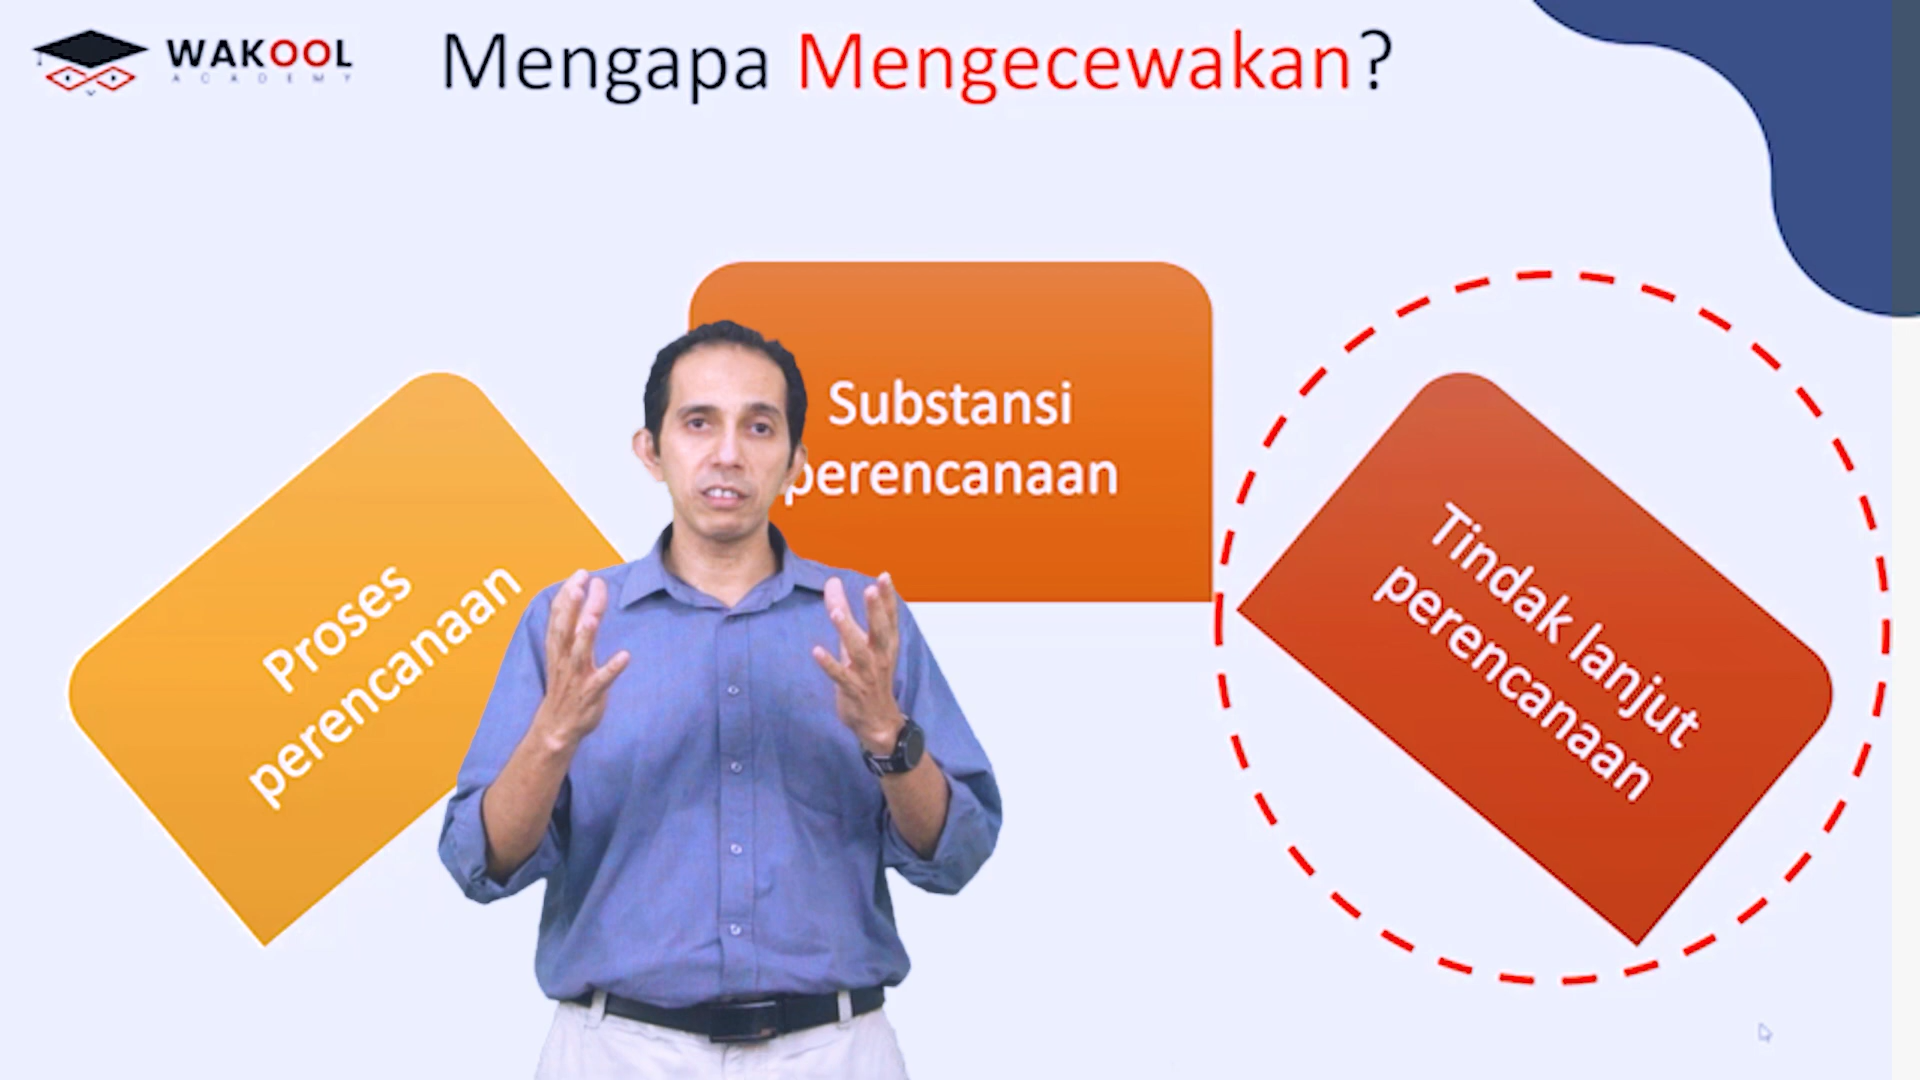 WAKOOL
ACADEMY
Mengapa Mengecewakan?
Proses
perencanaan
Substansi
perencanaan
Tindak lanjut
perencanaan